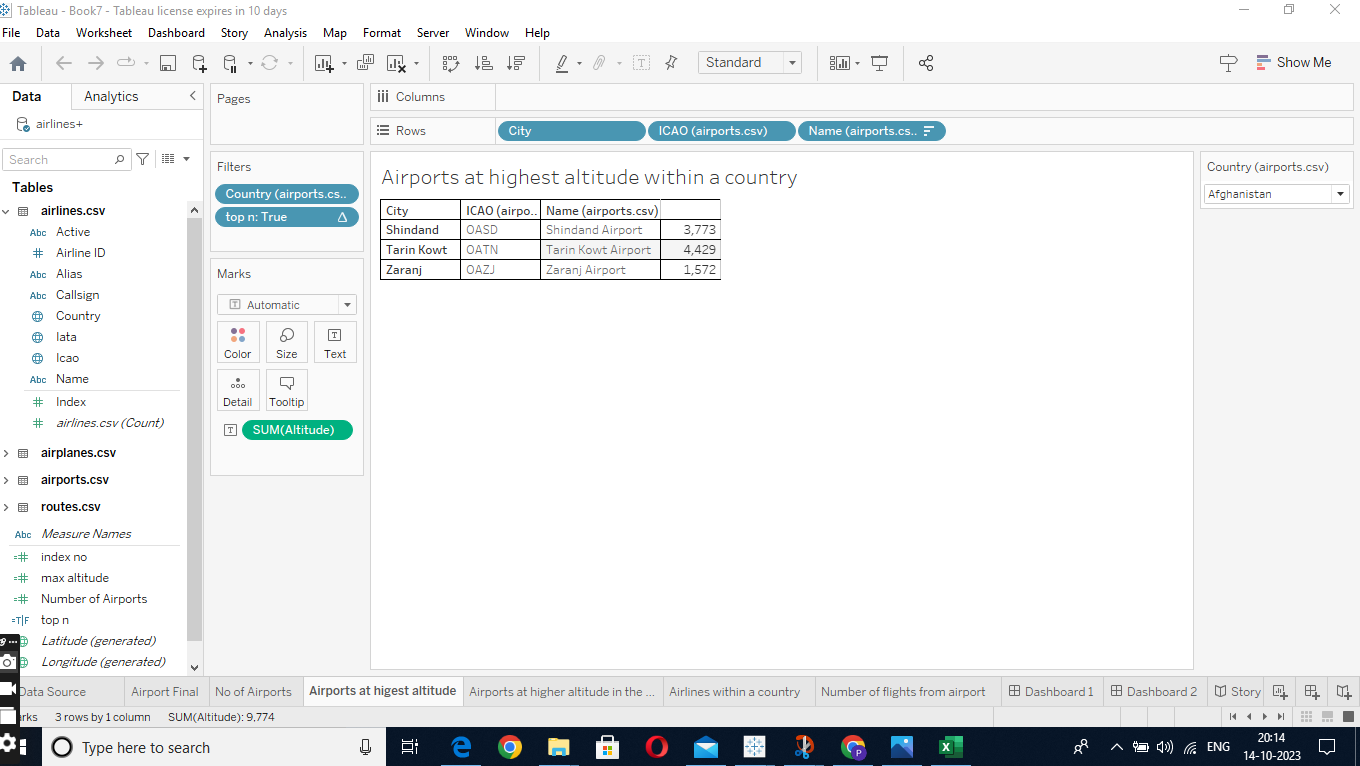 Tableau - Book7 - Tableau license expires in 10 days
File Data Worksheet Dashboard Story Analysis Map Format Server Window Help
Standard
Show Me
Data Analytics
airlines+
Search
Tables
airlines.csv
Abc Active
# Airline ID
Abc Alias
Abc Callsign
Country
Iata
Icao
Abc Name
# Index
# airlines.csv (Count)
airplanes.csv
airports.csv
routes.csv
Abc Measure Names
=# index no
=# max altitude
=# Number of Airports
=T|F top n
Latitude (generated)
Longitude (generated)
Pages
Filters
Country (airports.cs..
top n: True
Marks
Automatic
Color Size Text
Detail Tooltip
SUM(Altitude)
Columns
Rows City ICAO (airports.csv) Name (airports.cs..
Airports at highest altitude within a country
City ICAO (airpo.. Name (airports.csv)
Shindand OASD Shindand Airport 3,773
Tarin Kowt OATN Tarin Kowt Airport 4,429
Zaranj OAZJ Zaranj Airport 1,572
Country (airports.csv)
Afghanistan
Data Source Airport Final No of Airports Airports at higest altitude Airports at higher altitude in the ... Airlines within a country Number of flights from airport Dashboard 1 Dashboard 2 Story
arks 3 rows by 1 column SUM(Altitude): 9,774
Type here to search
ENG
20:14
14-10-2023